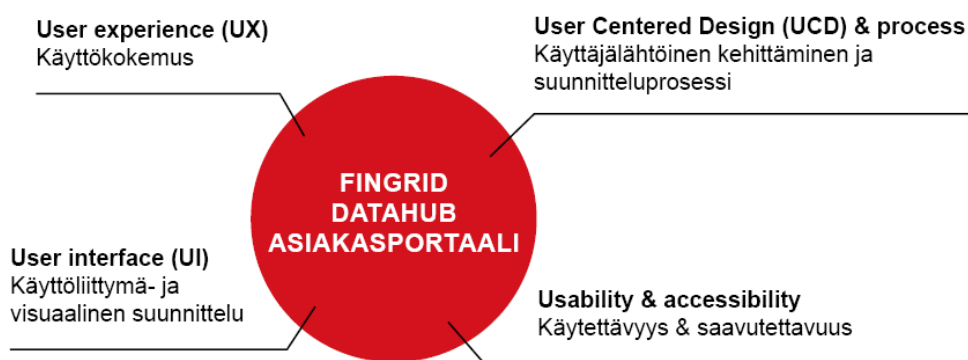 User experience (UX)
Käyttökokemus
User Centered Design (UCD) & process
Käyttäjälähtöinen kehittäminen ja
suunnitteluprosessi
FINGRID
DATAHUB
ASIAKASPORTAALI
User interface (UI)
Käyttöliittymä- ja
visuaalinen suunnittelu
Usability & accessibility
Käytettävyys & saavutettavuus